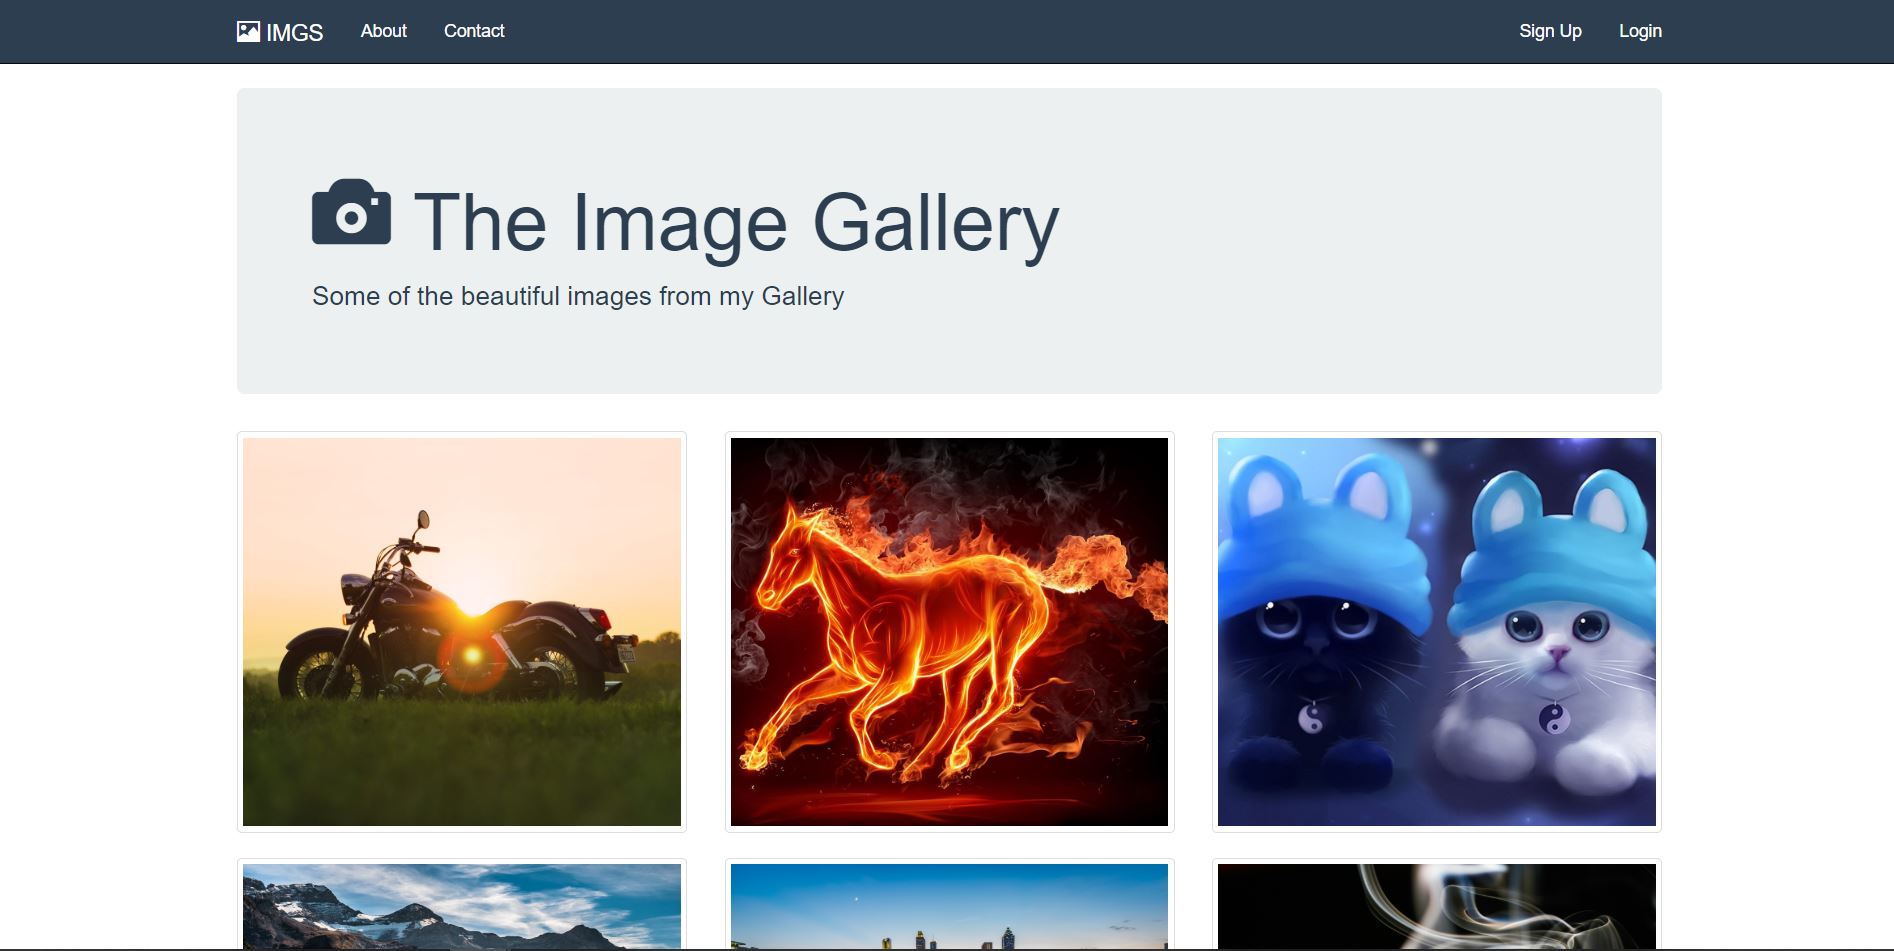 IMGS About Contact Sign Up Login
The Image Gallery
Some of the beautiful images from my Gallery